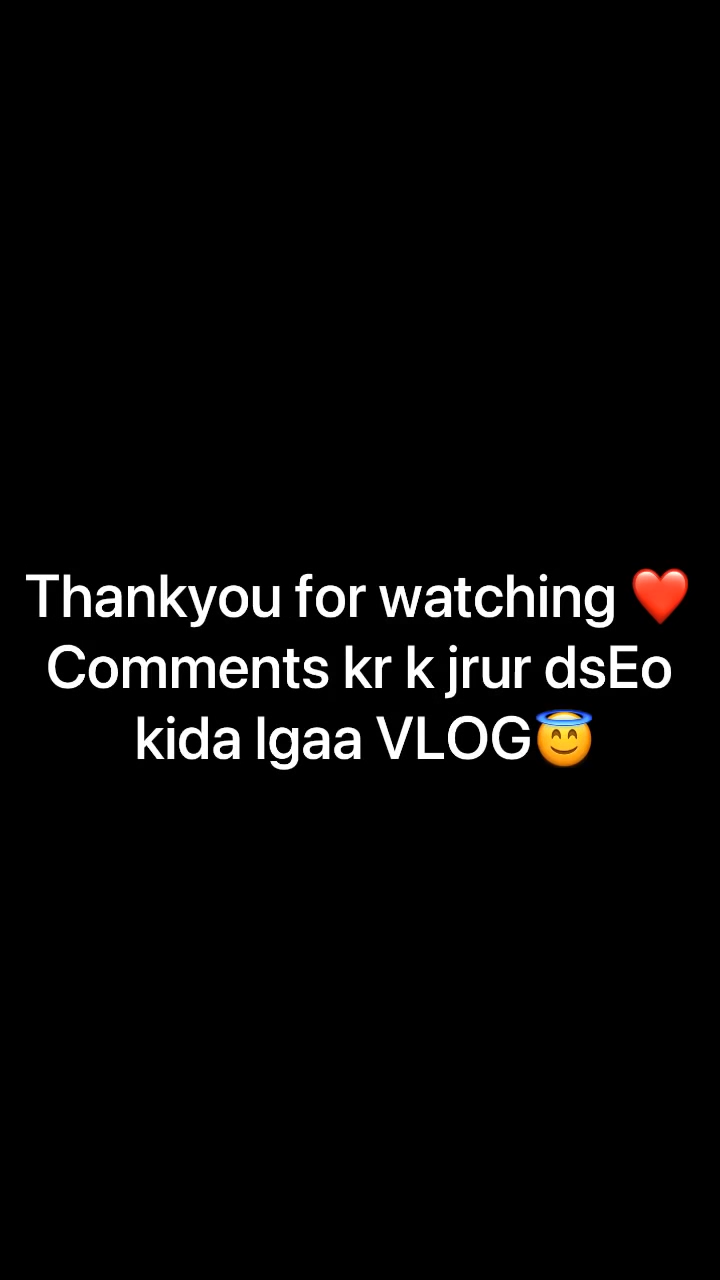 Thankyou for watching ❤️
Comments kr k jrur dsEo
kida lgaa VLOG😇